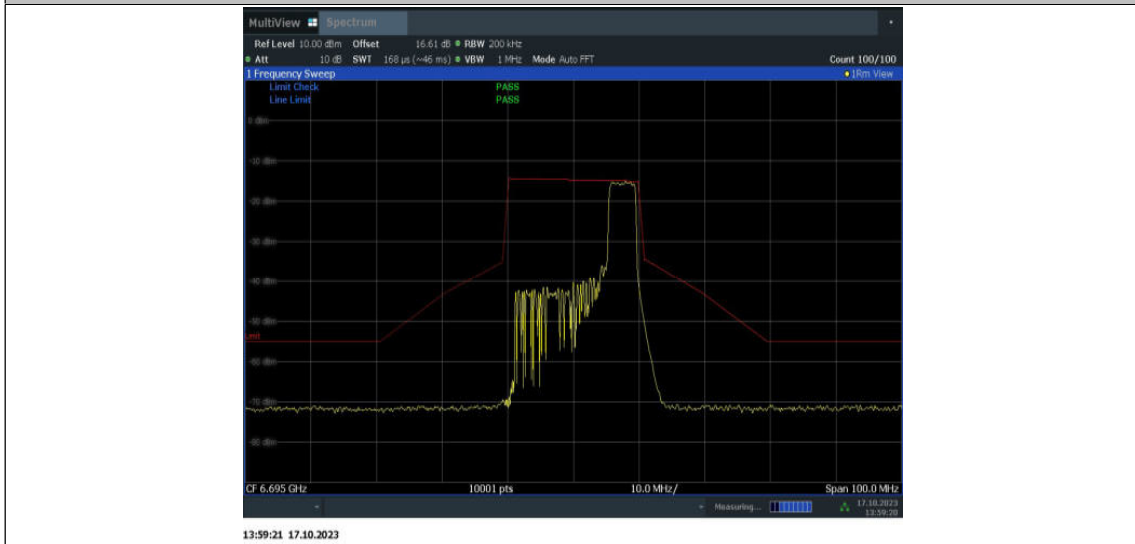 MultiView Spectrum
Ref Level 10.00 dBm Offset 16.61 dB RBW 200 kHz
Att 10 dB SWT 168 µs (~46 ms) VBW 1 MHz Mode Auto FFT Count 100/100
1 Frequency Sweep 1Rm View
Limit Check PASS
Line Limit PASS
0 dBm
-10 dBm
-20 dBm
-30 dBm
-40 dBm
-50 dBm
-60 dBm
-70 dBm
-80 dBm
CF 6.695 GHz 10001 pts 10.0 MHz/ Span 100.0 MHz
Measuring... 17.10.2023
13:59:20
13:59:21 17.10.2023